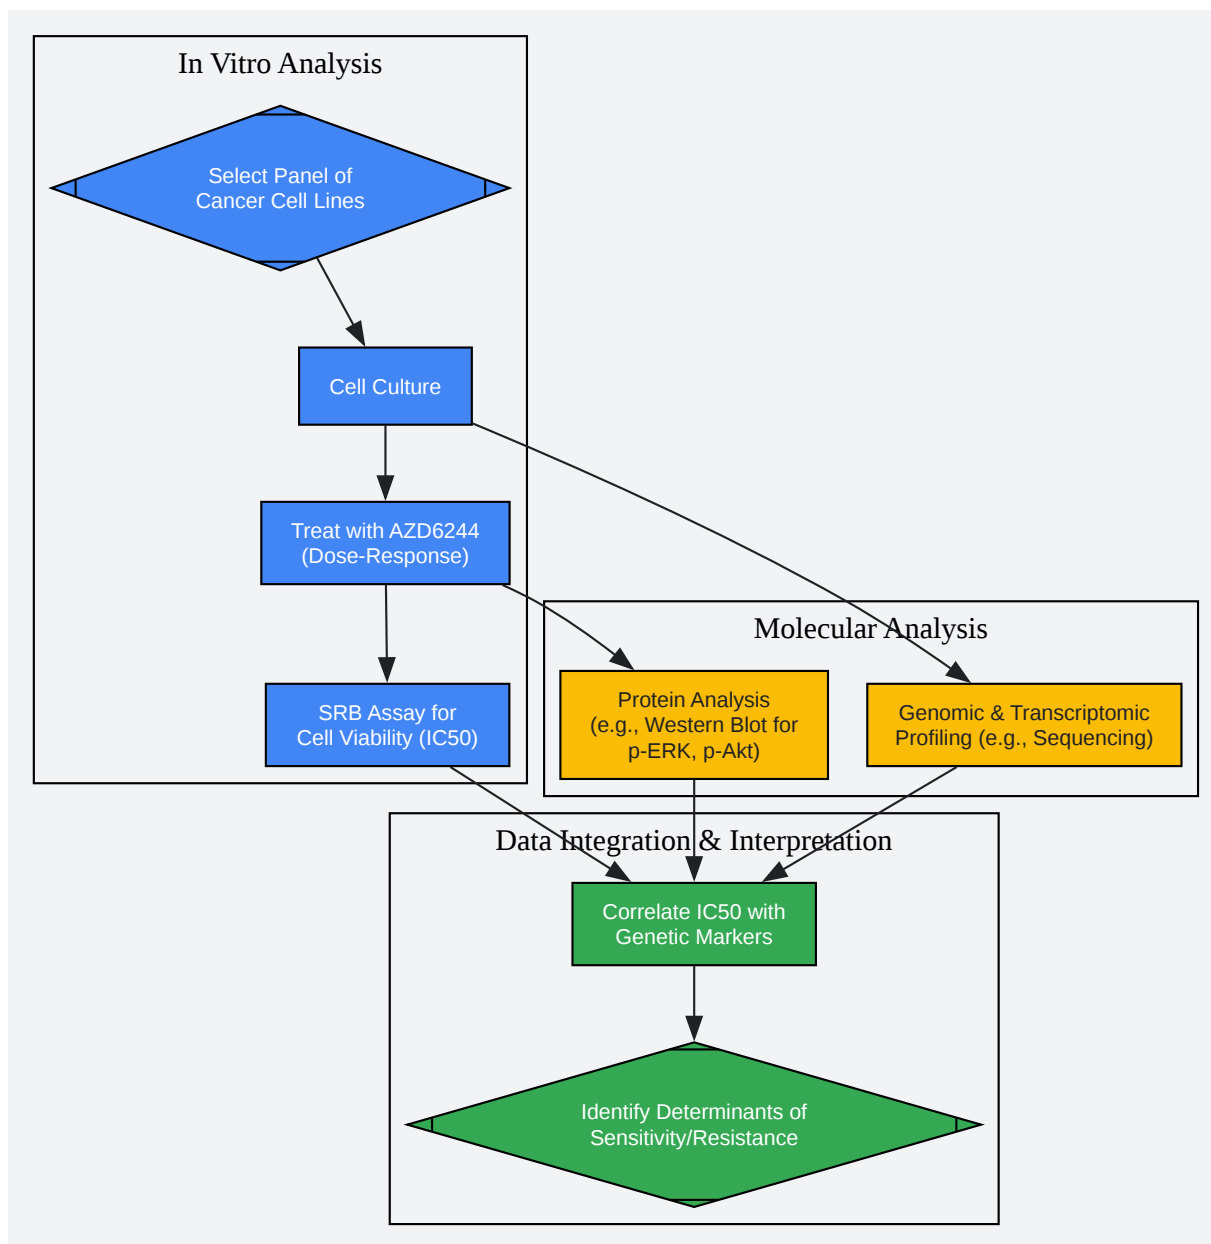 In Vitro Analysis
Select Panel of
Cancer Cell Lines
Cell Culture
Treat with AZD6244
(Dose-Response)
SRB Assay for
Cell Viability (IC50)
Molecular Analysis
Protein Analysis
(e.g., Western Blot for
p-ERK, p-Akt)
Genomic & Transcriptomic
Profiling (e.g., Sequencing)
Data Integration & Interpretation
Correlate IC50 with
Genetic Markers
Identify Determinants of
Sensitivity/Resistance